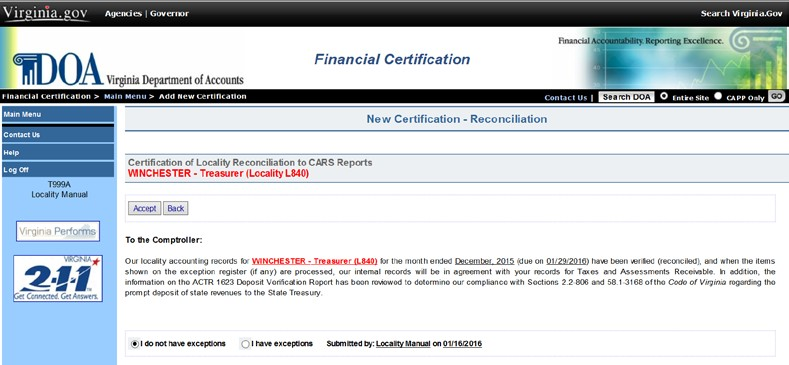 Virginia.gov Agencies | Governor Search Virginia.Gov
Financial Accountability. Reporting Excellence.
Financial Certification
DOA Virginia Department of Accounts
Financial Certification > Main Menu > Add New Certification Contact Us | Search DOA Entire Site CAPP Only GO
Main Menu
Contact Us
Help
Log Off
T999A
Locality Manual
Virginia Performs
VIRGINIA
211
Get Connected. Get Answers.
New Certification - Reconciliation
Certification of Locality Reconciliation to CARS Reports
WINCHESTER - Treasurer (Locality L840)
Accept Back
To the Comptroller:
Our locality accounting records for WINCHESTER - Treasurer (L840) for the month ended December, 2015 (due on 01/29/2016) have been verified (reconciled), and when the items
shown on the exception register (if any) are processed, our internal records will be in agreement with your records for Taxes and Assessments Receivable. In addition, the
information on the ACTR 1623 Deposit Verification Report has been reviewed to determine our compliance with Sections 2.2-806 and 58.1-3168 of the Code of Virginia regarding the
prompt deposit of state revenues to the State Treasury.
I do not have exceptions I have exceptions Submitted by: Locality Manual on 01/16/2016